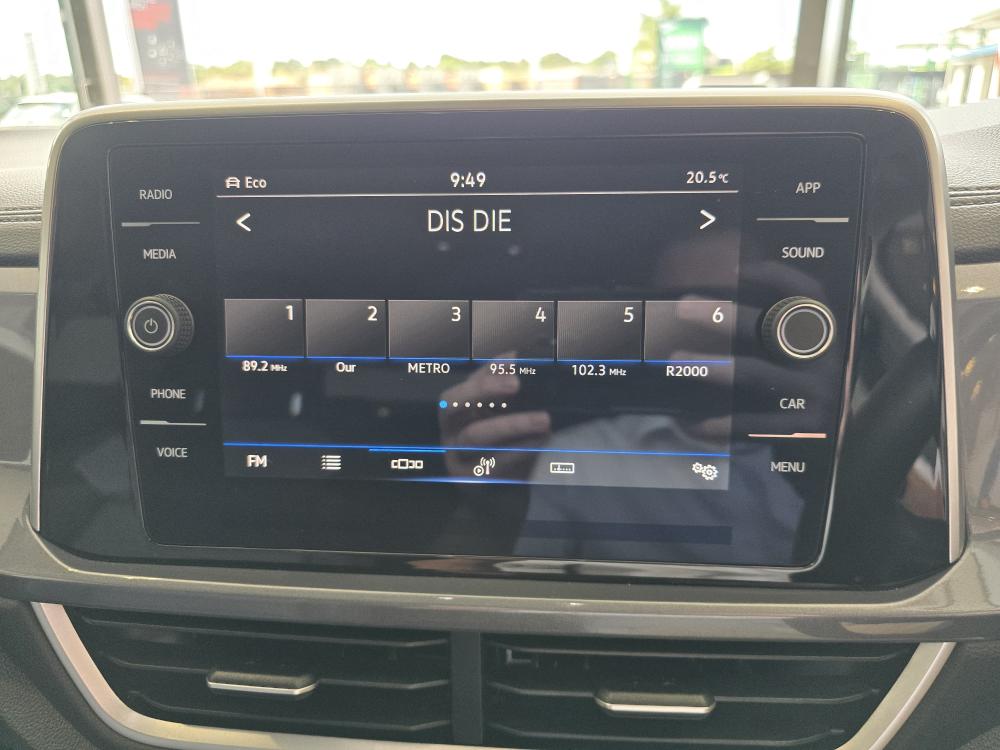 RADIO
MEDIA
PHONE
VOICE
Eco 9:49 20.5°C
< DIS DIE >
1 2 3 4 5 6
89.2 MHz Our METRO 95.5 MHz 102.3 MHz R2000
FM
APP
SOUND
CAR
MENU